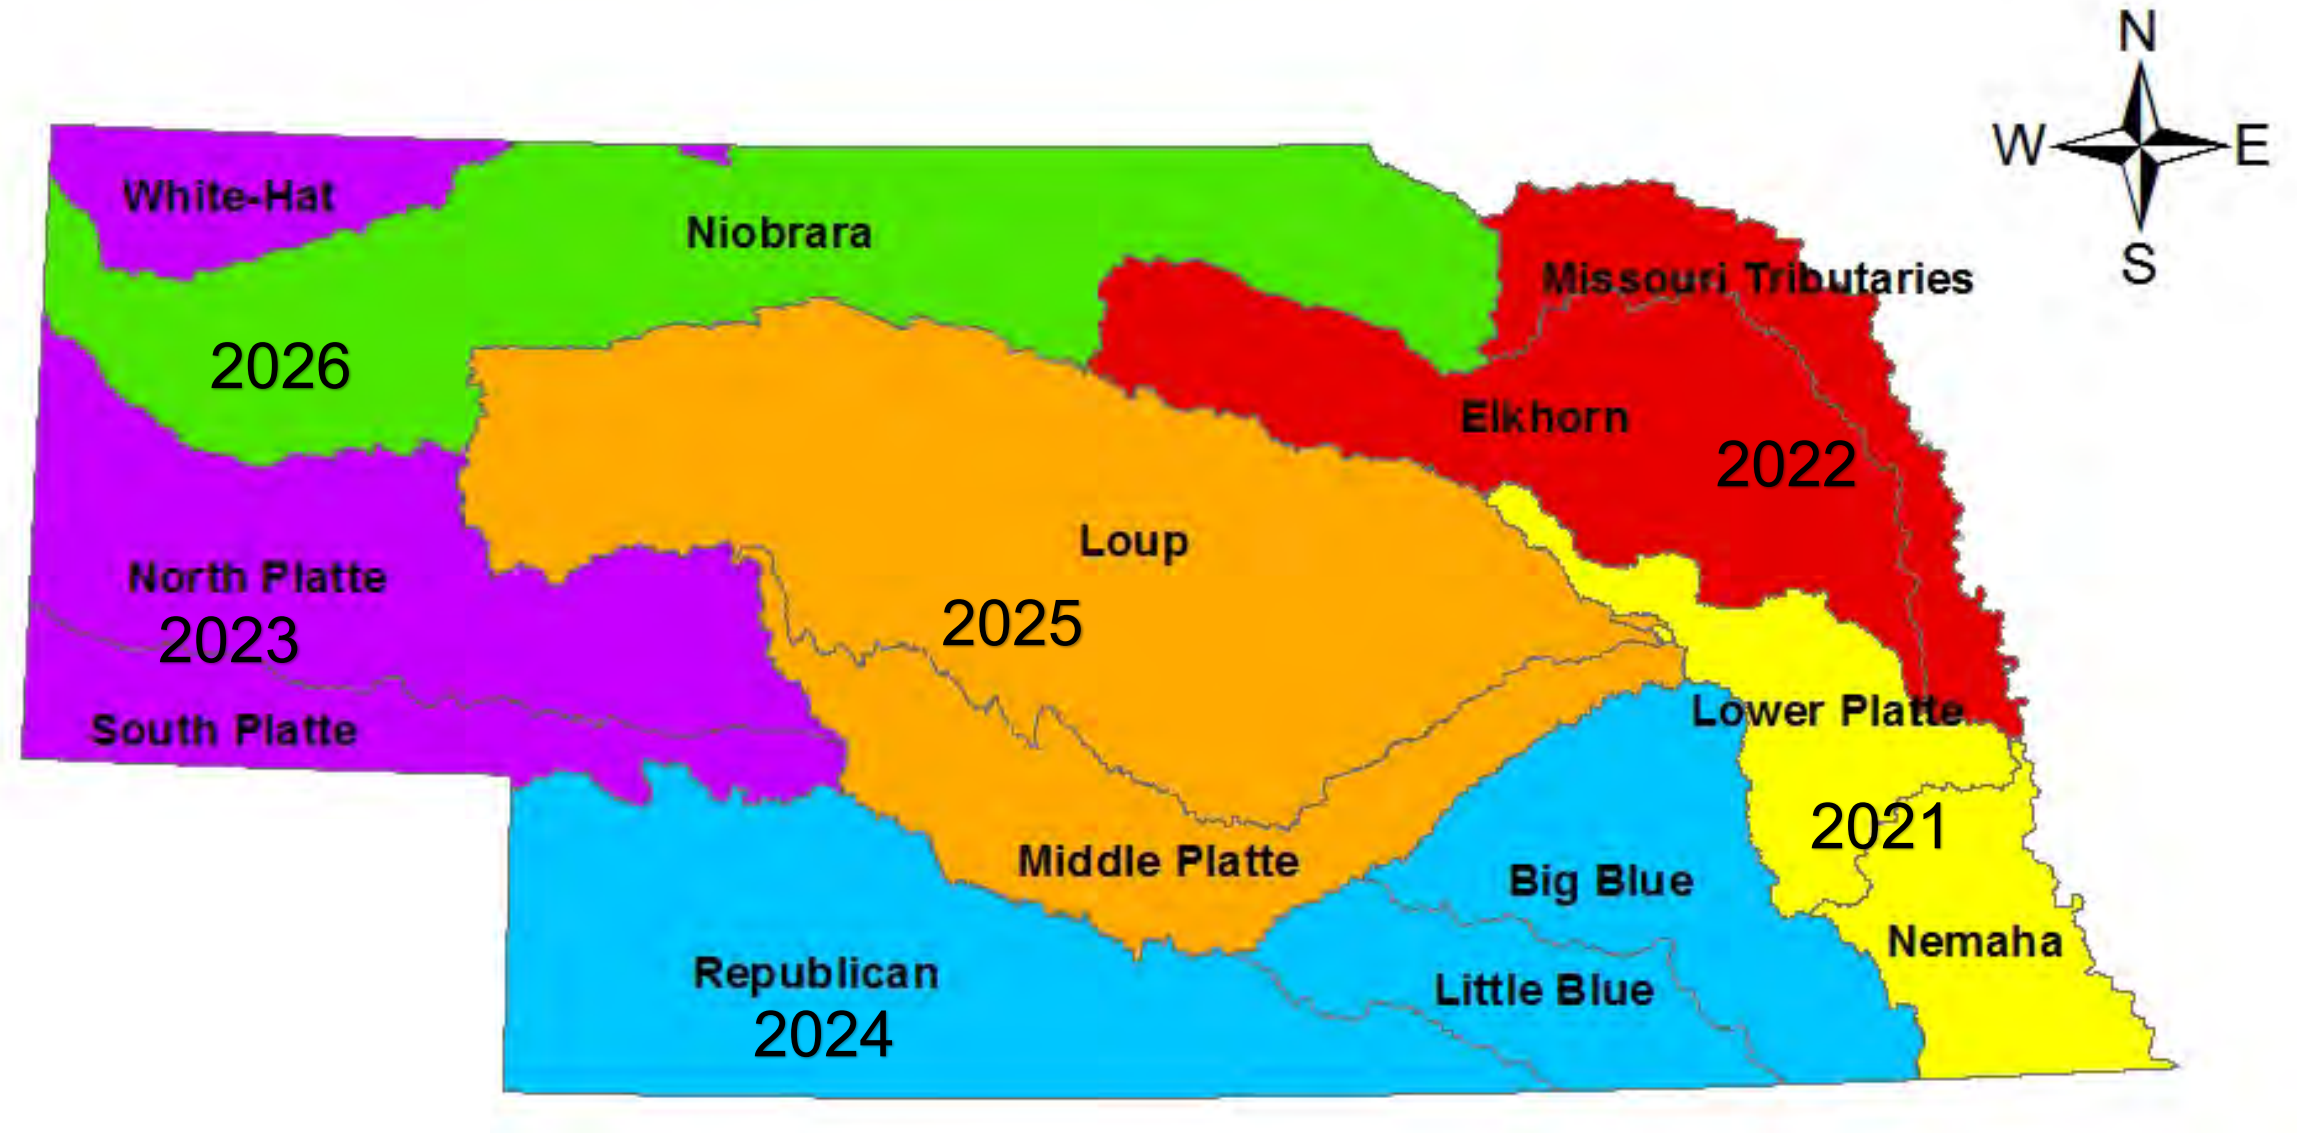 N
W E
S
White-Hat
Niobrara
Missouri Tributaries
2026
Elkhorn
2022
Loup
North Platte
2025
2023
South Platte
Lower Platte
2021
Middle Platte
Big Blue
Nemaha
Republican
Little Blue
2024